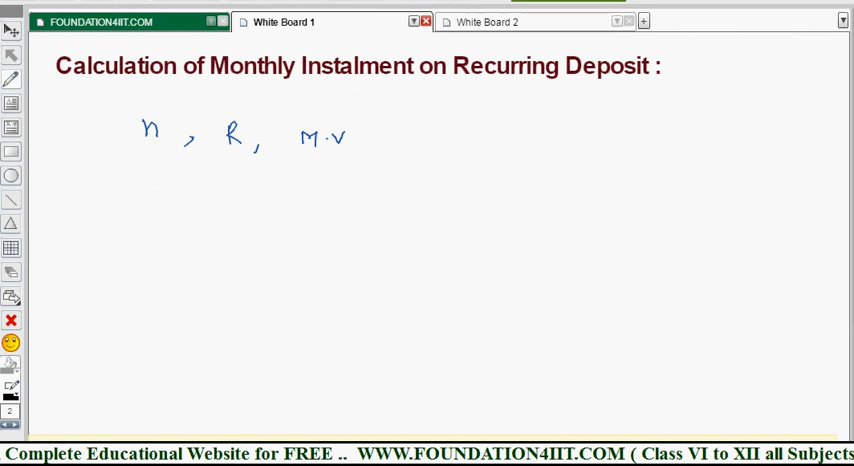 FOUNDATION4IIT.COM White Board 1 White Board 2 +
Calculation of Monthly Instalment on Recurring Deposit :
n , R, M.V
2
Complete Educational Website for FREE .. WWW.FOUNDATION4IIT.COM ( Class VI to XII all Subjects